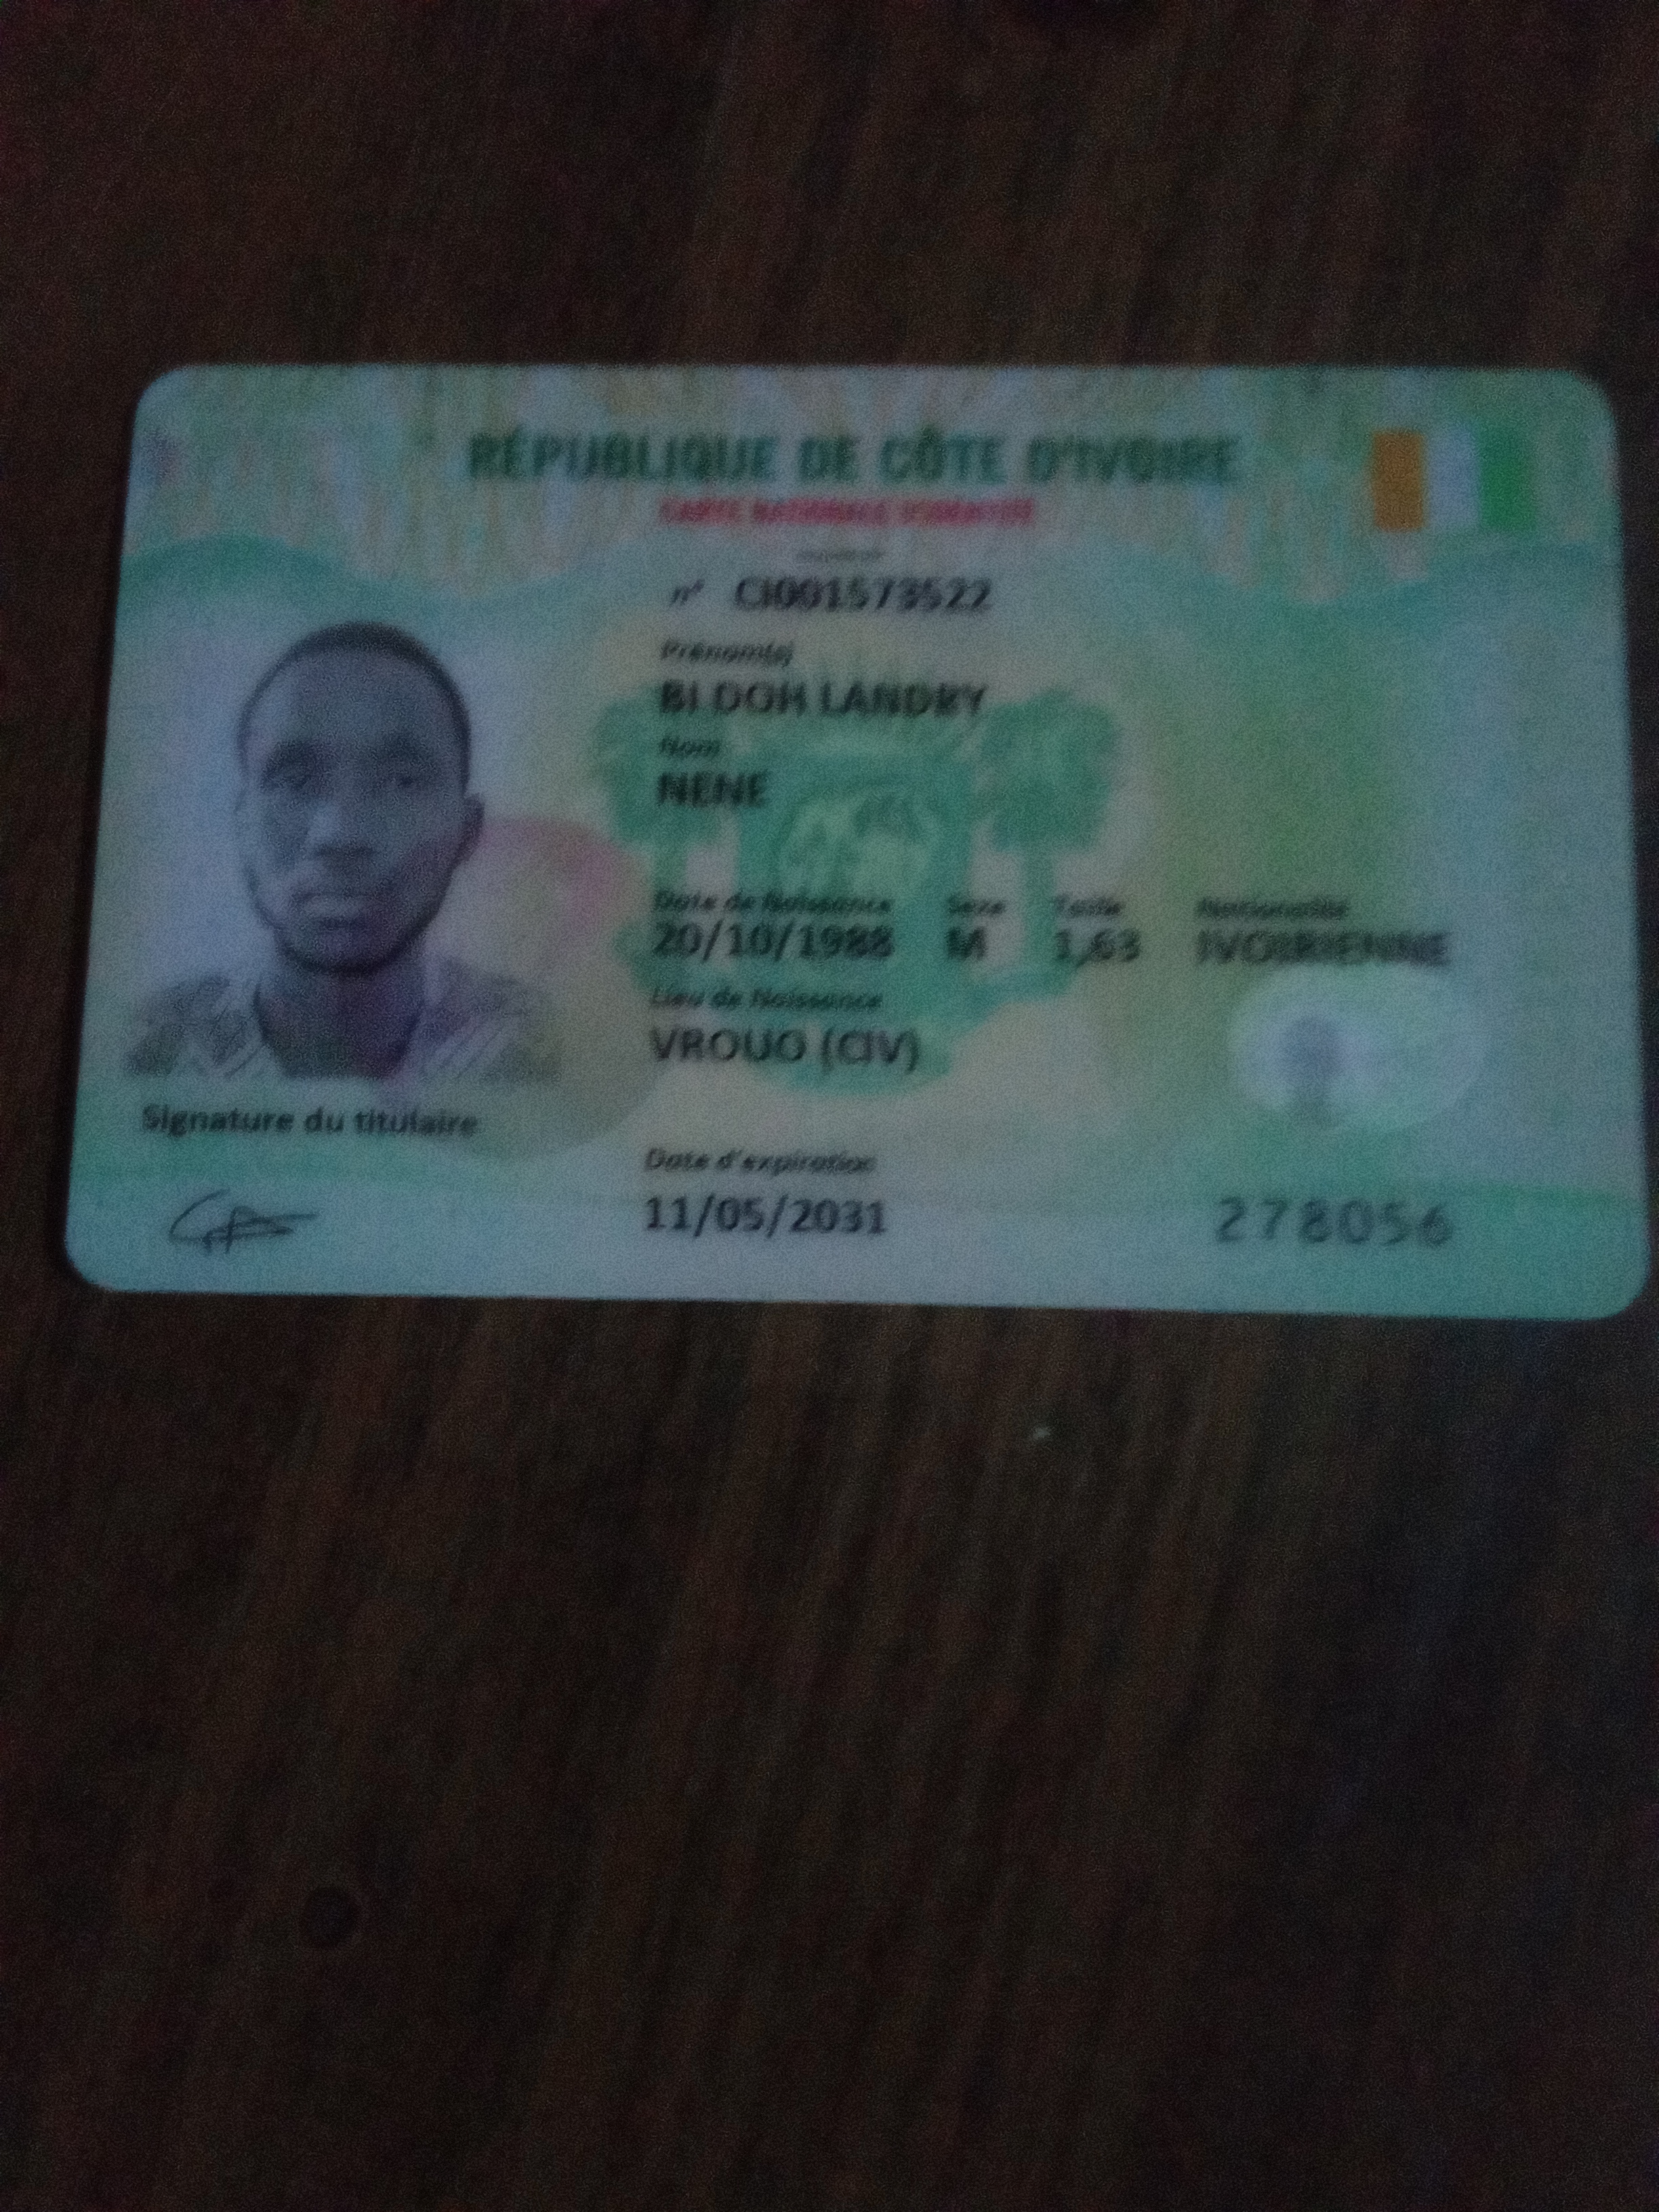 RÉPUBLIQUE DE CÔTE D'IVOIRE
CARTE NATIONALE D'IDENTITÉ
n° CI001573522
Prénom(s)
BI DOH LANDRY
Nom
NENE
Date de Naissance Sexe Taille Nationalité
20/10/1988 M 1,63 IVOIRIENNE
Lieu de Naissance
VROUO (CIV)
Signature du titulaire
Date d'expiration
11/05/2031
278056